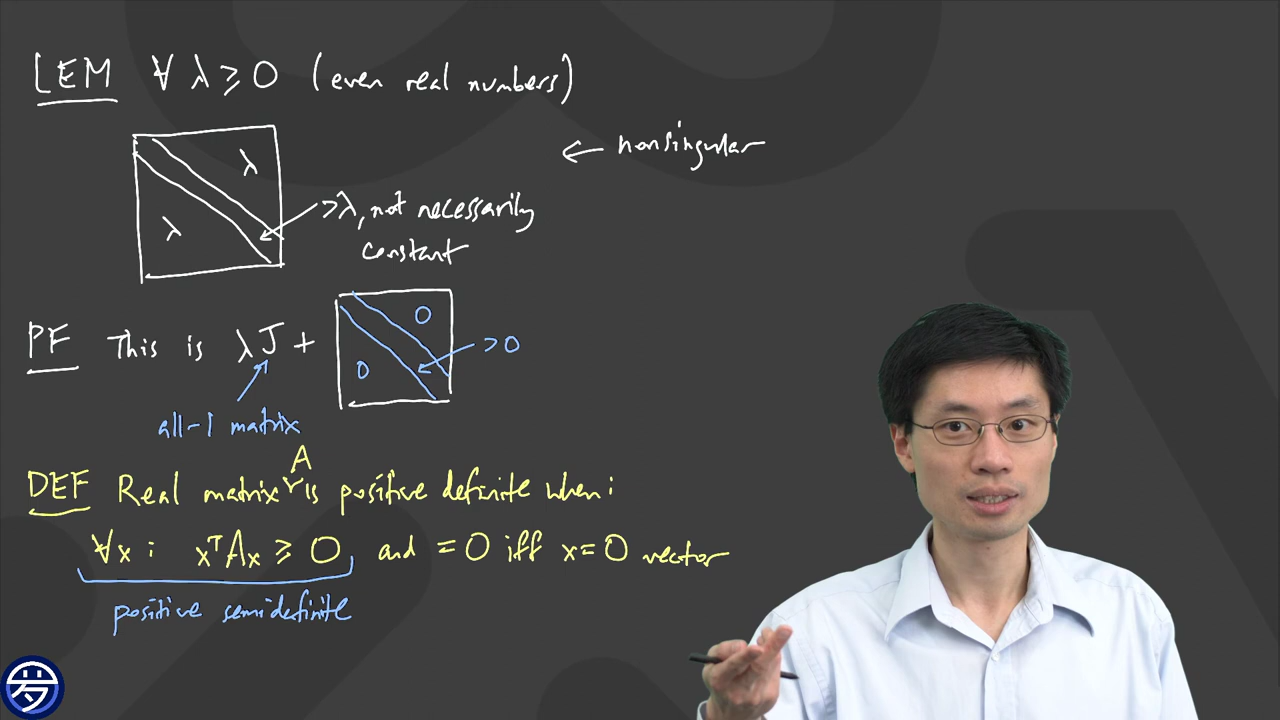 LEM ∀ λ ≥ 0 (even real numbers)
← nonsingular
λ
λ
>λ, not necessarily
constant
PF This is λJ +
0
0
>0
all-1 matrix
A
DEF Real matrix is positive definite when:
∀x : xᵀAx ≥ 0 and = 0 iff x = 0 vector
positive semidefinite